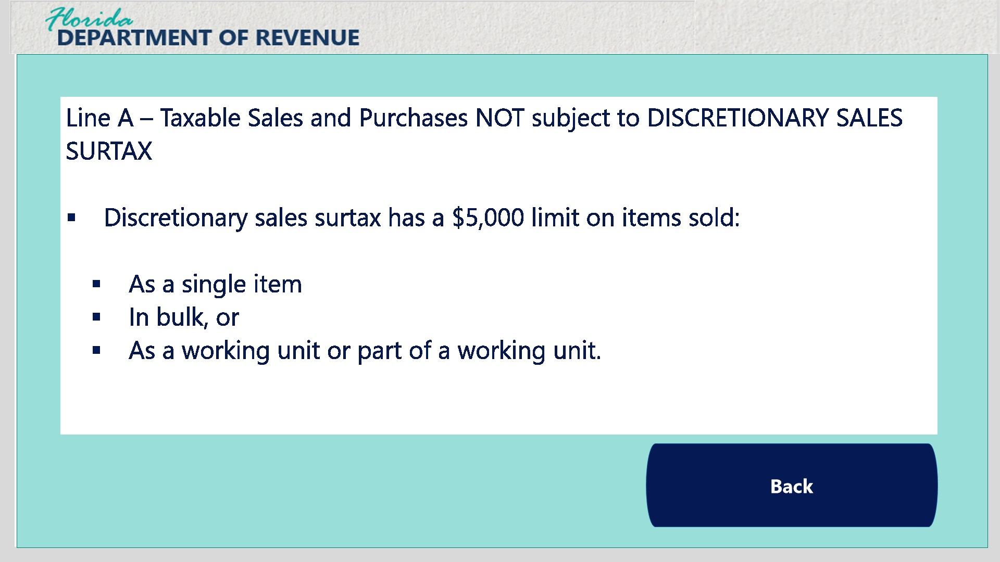 Florida
DEPARTMENT OF REVENUE
Line A – Taxable Sales and Purchases NOT subject to DISCRETIONARY SALES
SURTAX
▪ Discretionary sales surtax has a $5,000 limit on items sold:
▪ As a single item
▪ In bulk, or
▪ As a working unit or part of a working unit.
Back